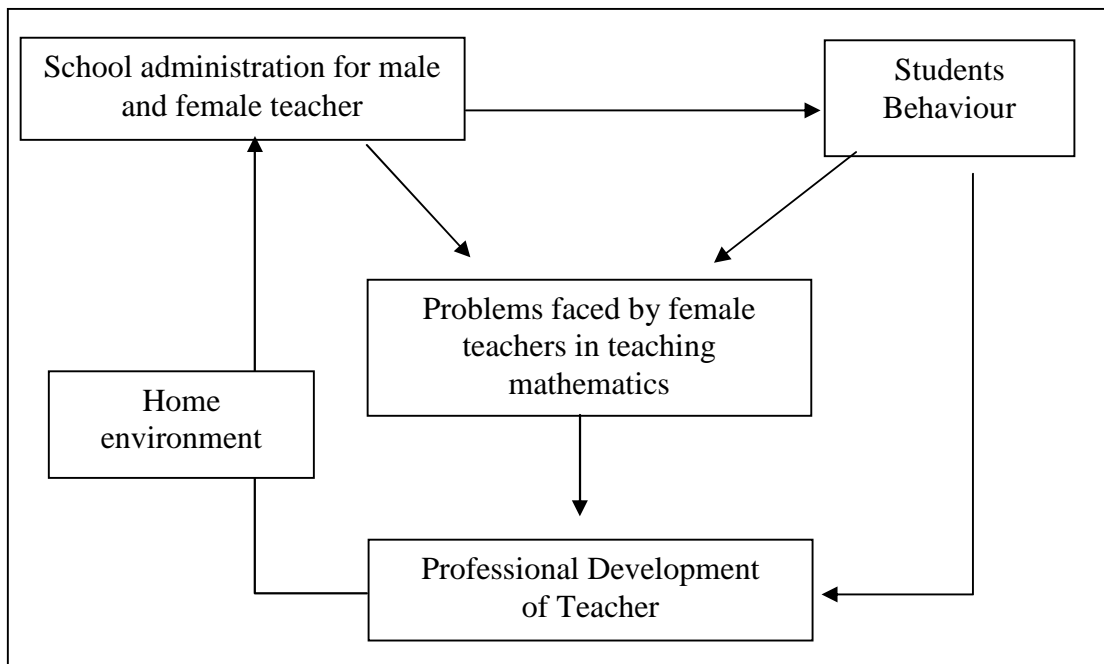 School administration for male
and female teacher
Students
Behaviour
Problems faced by female
teachers in teaching
mathematics
Home
environment
Professional Development
of Teacher